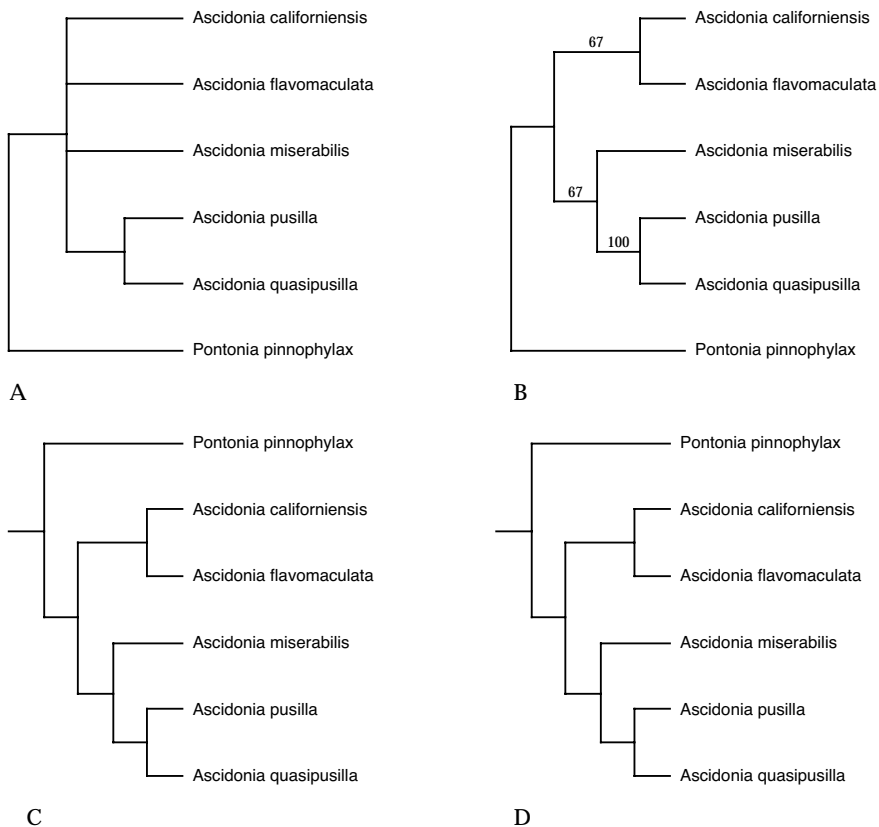 Ascidonia californiensis
Ascidonia flavomaculata
Ascidonia miserabilis
Ascidonia pusilla
Ascidonia quasipusilla
Pontonia pinnophylax
A
67
67
100
Ascidonia californiensis
Ascidonia flavomaculata
Ascidonia miserabilis
Ascidonia pusilla
Ascidonia quasipusilla
Pontonia pinnophylax
B
Pontonia pinnophylax
Ascidonia californiensis
Ascidonia flavomaculata
Ascidonia miserabilis
Ascidonia pusilla
Ascidonia quasipusilla
C
Pontonia pinnophylax
Ascidonia californiensis
Ascidonia flavomaculata
Ascidonia miserabilis
Ascidonia pusilla
Ascidonia quasipusilla
D